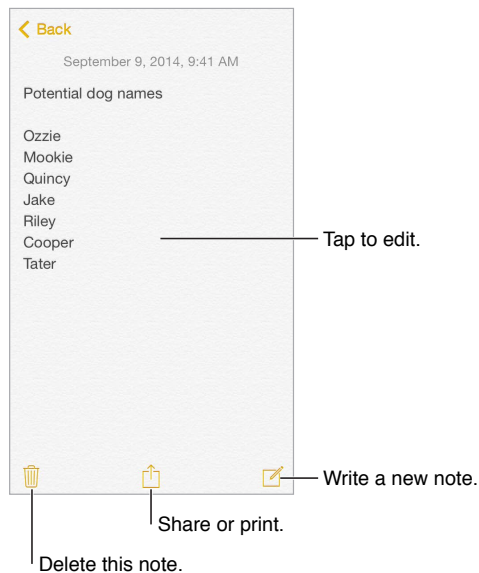 Back
September 9, 2014, 9:41 AM
Potential dog names
Ozzie
Mookie
Quincy
Jake
Riley
Cooper
Tater
Tap to edit.
Write a new note.
Share or print.
Delete this note.